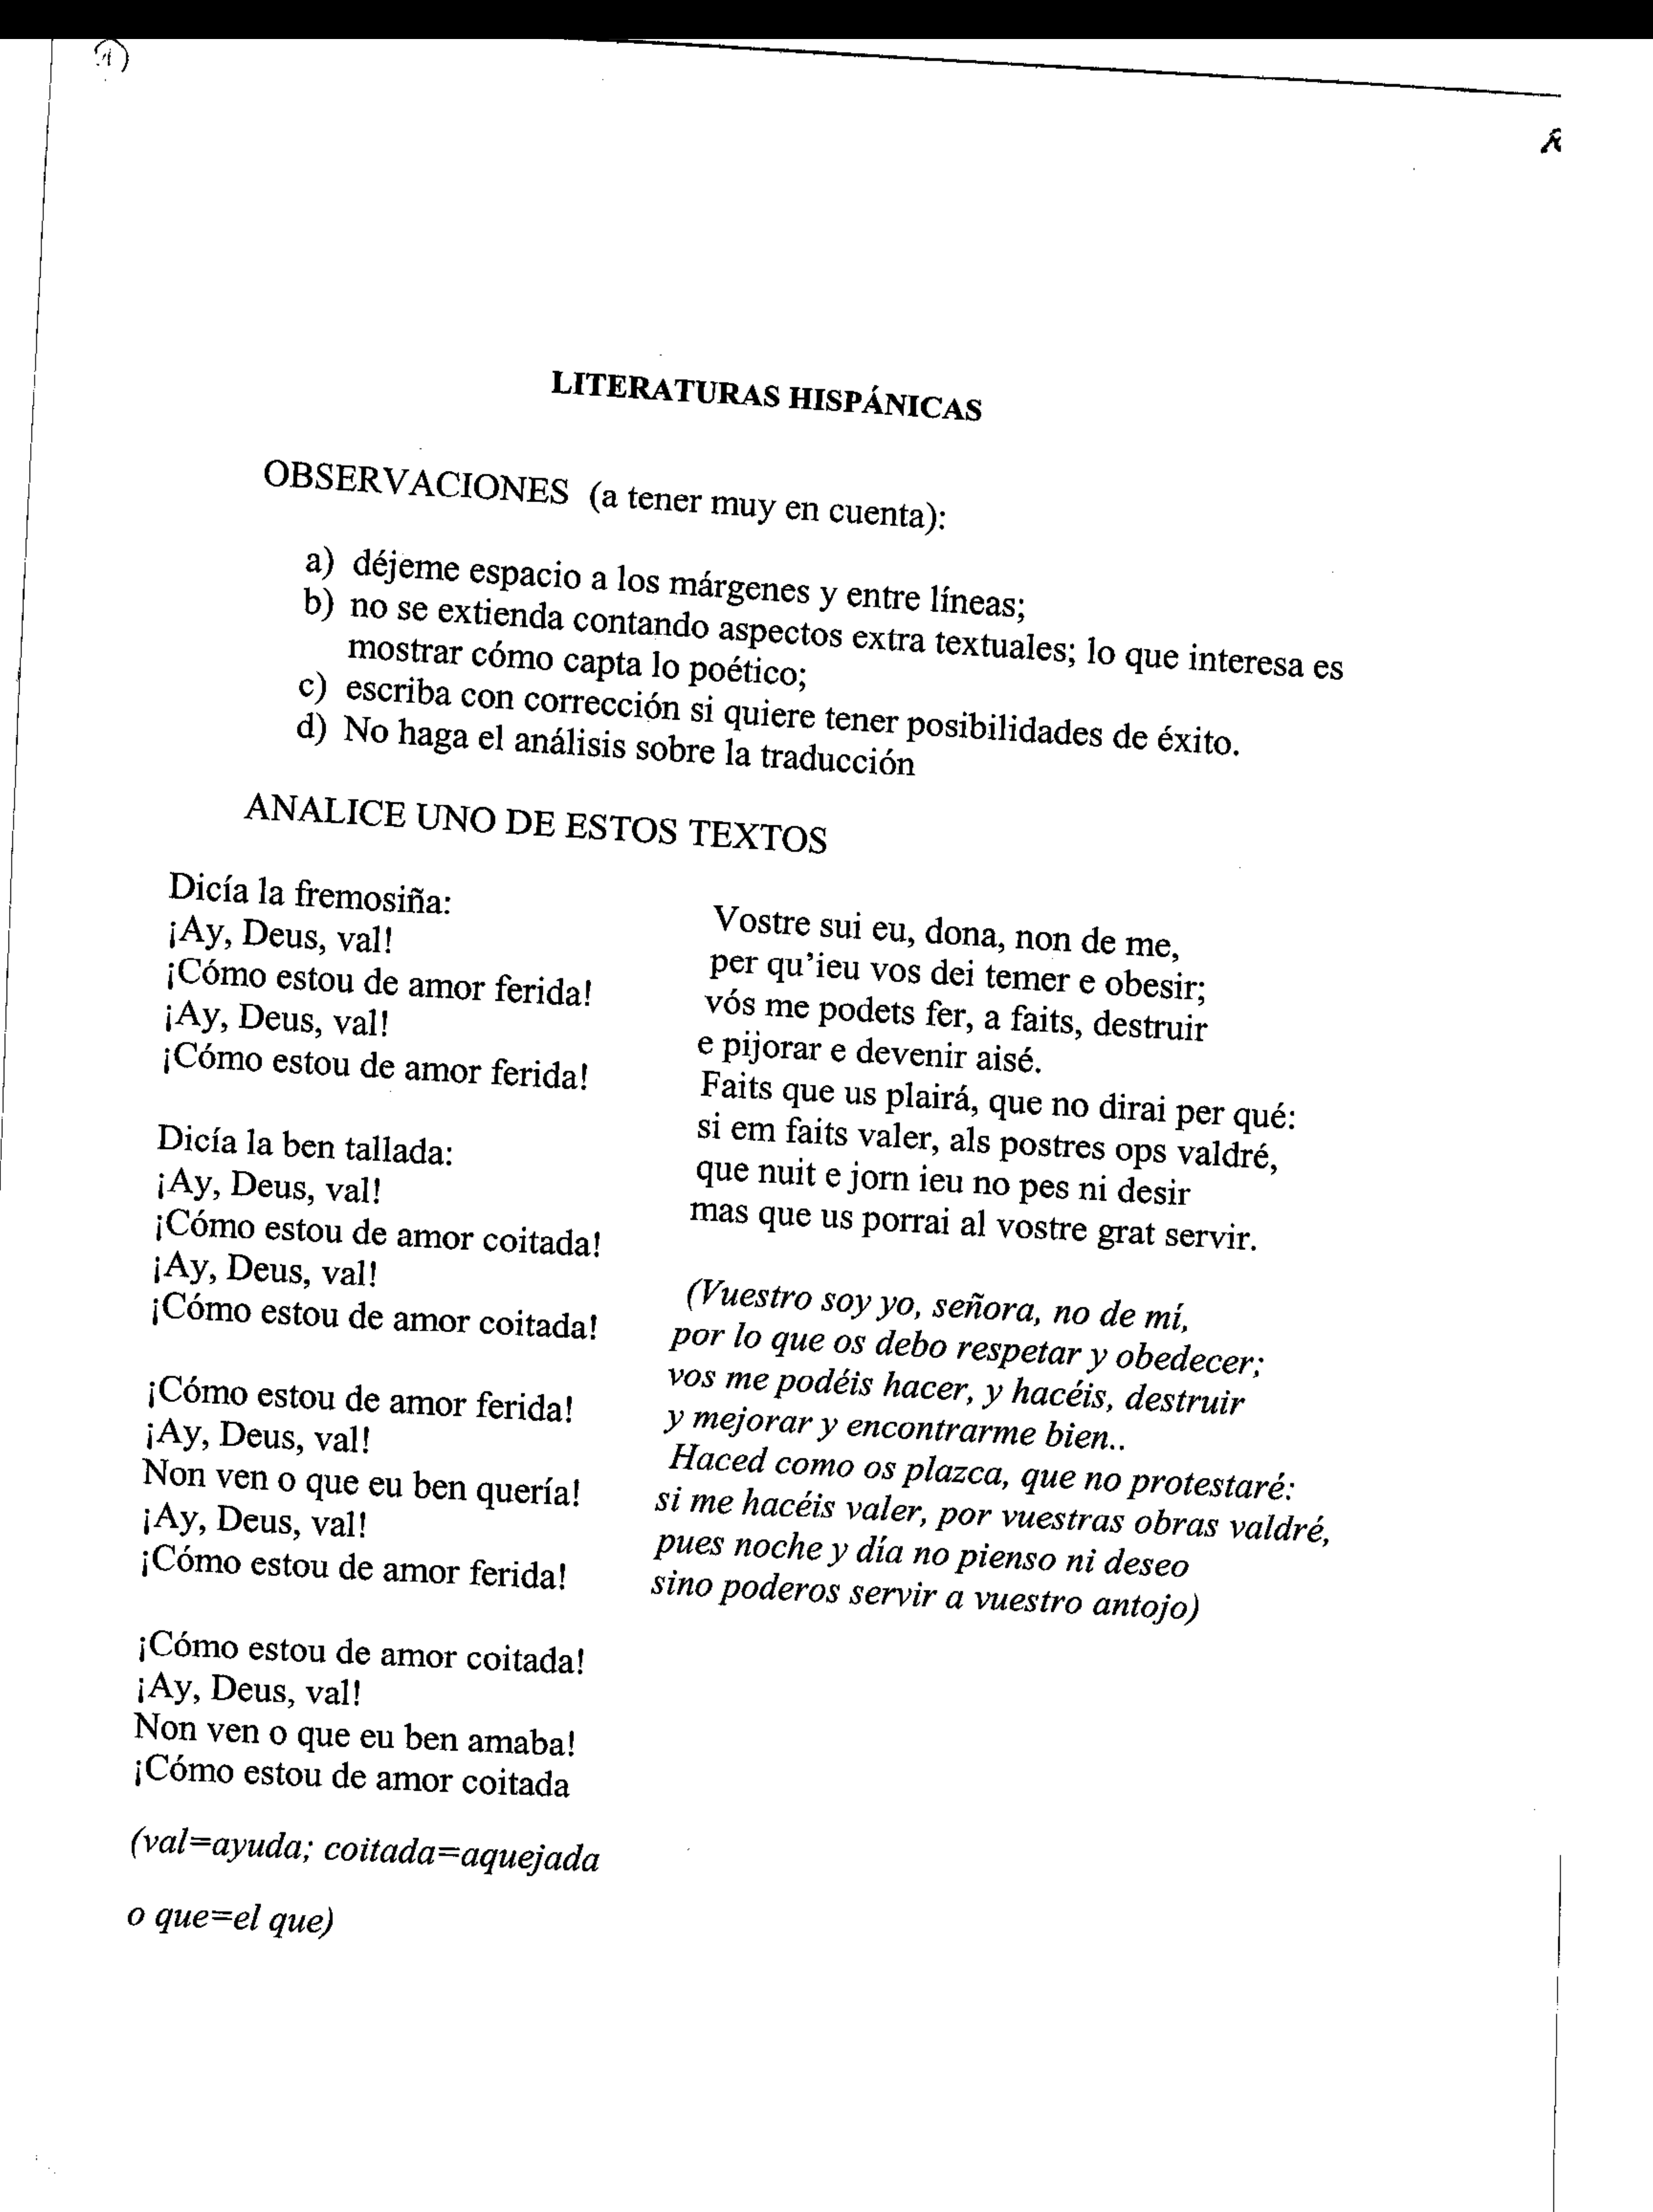 LITERATURAS HISPÁNICAS
OBSERVACIONES (a tener muy en cuenta):
a) déjeme espacio a los márgenes y entre líneas;
b) no se extienda contando aspectos extra textuales; lo que interesa es
mostrar cómo capta lo poético;
c) escriba con corrección si quiere tener posibilidades de éxito.
d) No haga el análisis sobre la traducción
ANALICE UNO DE ESTOS TEXTOS
Dicía la fremosiña:
¡Ay, Deus, val!
¡Cómo estou de amor ferida!
¡Ay, Deus, val!
¡Cómo estou de amor ferida!
Dicía la ben tallada:
¡Ay, Deus, val!
¡Cómo estou de amor coitada!
¡Ay, Deus, val!
¡Cómo estou de amor coitada!
¡Cómo estou de amor ferida!
¡Ay, Deus, val!
Non ven o que eu ben quería!
¡Ay, Deus, val!
¡Cómo estou de amor ferida!
¡Cómo estou de amor coitada!
¡Ay, Deus, val!
Non ven o que eu ben amaba!
¡Cómo estou de amor coitada
(val=ayuda; coitada=aquejada
o que=el que)
Vostre sui eu, dona, non de me,
per qu'ieu vos dei temer e obesir;
vós me podets fer, a faits, destruir
e pijorar e devenir aisé.
Faits que us plairá, que no dirai per qué:
si em faits valer, als postres ops valdré,
que nuit e jorn ieu no pes ni desir
mas que us porrai al vostre grat servir.
(Vuestro soy yo, señora, no de mí,
por lo que os debo respetar y obedecer;
vos me podéis hacer, y hacéis, destruir
y mejorar y encontrarme bien..
Haced como os plazca, que no protestaré:
si me hacéis valer, por vuestras obras valdré,
pues noche y día no pienso ni deseo
sino poderos servir a vuestro antojo)